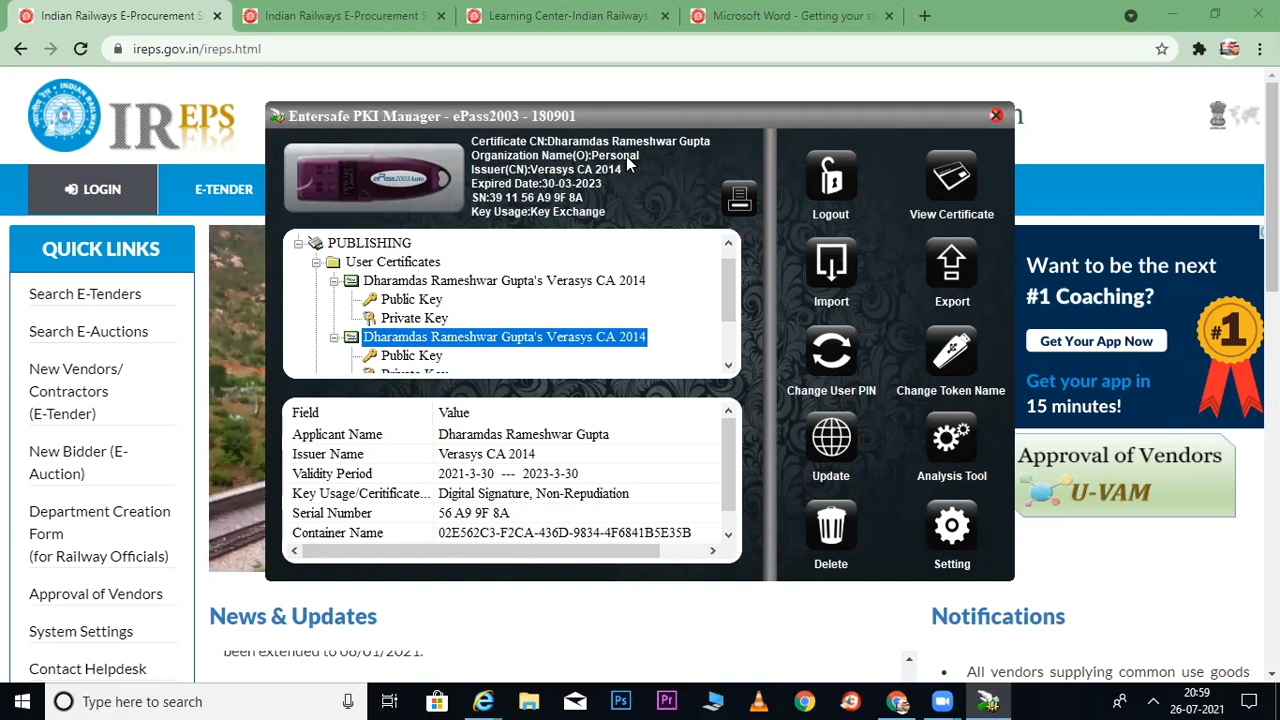 Indian Railways E-Procurement S
Indian Railways E-Procurement S
Learning Center-Indian Railways
Microsoft Word - Getting your sy
ireps.gov.in/ireps.html
IREPS
LOGIN
E-TENDER
QUICK LINKS
Search E-Tenders
Search E-Auctions
New Vendors/
Contractors
(E-Tender)
New Bidder (E-
Auction)
Department Creation
Form
(for Railway Officials)
Approval of Vendors
System Settings
Contact Helpdesk
Entersafe PKI Manager - ePass2003 - 180901
ePass2003Auto
Certificate CN:Dharamdas Rameshwar Gupta
Organization Name(O):Personal
Issuer(CN):Verasys CA 2014
Expired Date:30-03-2023
SN:39 11 56 A9 9F 8A
Key Usage:Key Exchange
PUBLISHING
User Certificates
Dharamdas Rameshwar Gupta's Verasys CA 2014
Public Key
Private Key
Dharamdas Rameshwar Gupta's Verasys CA 2014
Public Key
Private Key
Field Value
Applicant Name Dharamdas Rameshwar Gupta
Issuer Name Verasys CA 2014
Validity Period 2021-3-30 --- 2023-3-30
Key Usage/Ceritificate... Digital Signature, Non-Repudiation
Serial Number 56 A9 9F 8A
Container Name 02E562C3-F2CA-436D-9834-4F6841B5E35B
Logout
View Certificate
Import
Export
Change User PIN
Change Token Name
Update
Analysis Tool
Delete
Setting
Want to be the next
#1 Coaching?
Get Your App Now
Get your app in
15 minutes!
#1
Approval of Vendors
U-VAM
News & Updates
been extended to 08/01/2021.
Notifications
All vendors supplying common use goods
Type here to search
20:59
26-07-2021